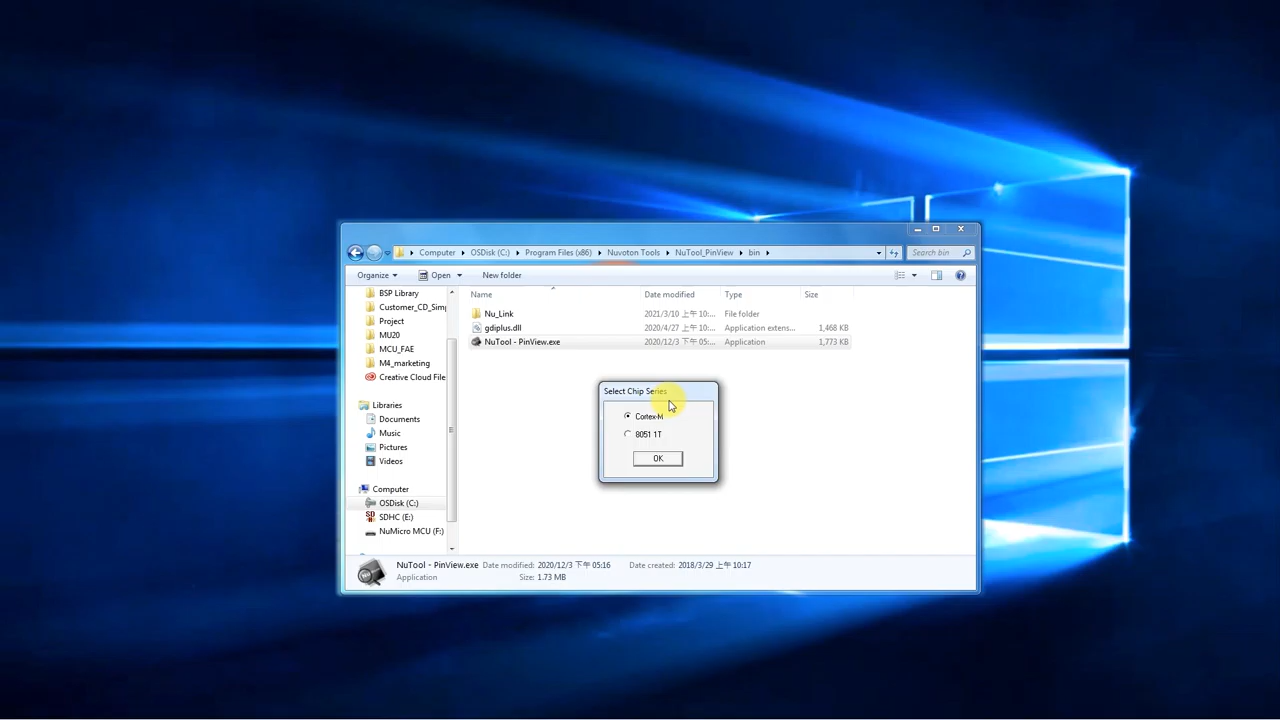 Computer OSDisk (C:) Program Files (x86) Nuvoton Tools NuTool_PinView bin
Search bin
Organize Open New folder
BSP Library
Customer_CD_Simp
Project
MU20
MCU_FAE
M4_marketing
Creative Cloud File
Libraries
Documents
Music
Pictures
Videos
Computer
OSDisk (C:)
SDHC (E:)
NuMicro MCU (F:)
Name Date modified Type Size
Nu_Link 2021/3/10 上午 10:... File folder
gdiplus.dll 2020/4/27 上午 10:... Application extens... 1,468 KB
NuTool - PinView.exe 2020/12/3 下午 05:... Application 1,773 KB
Select Chip Series
Cortex-M
8051 1T
OK
NuTool - PinView.exe Date modified: 2020/12/3 下午 05:16 Date created: 2018/3/29 上午 10:17
Application Size: 1.73 MB